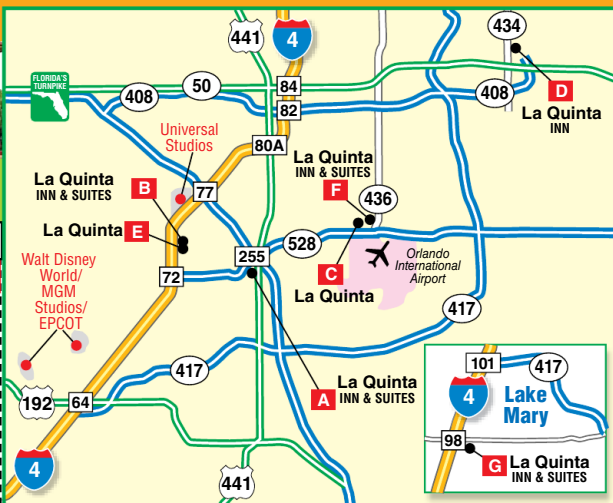 441
4
434
FLORIDA'S
TURNPIKE
50
408
84
82
408
D
La Quinta
INN
Universal
Studios
80A
La Quinta
INN & SUITES
F
436
La Quinta
INN & SUITES
B
77
La Quinta
E
528
255
C
La Quinta
Orlando
International
Airport
Walt Disney
World/
MGM
Studios/
EPCOT
72
417
417
192
64
A
La Quinta
INN & SUITES
4
441
101
417
4
Lake
Mary
98
G
La Quinta
INN & SUITES